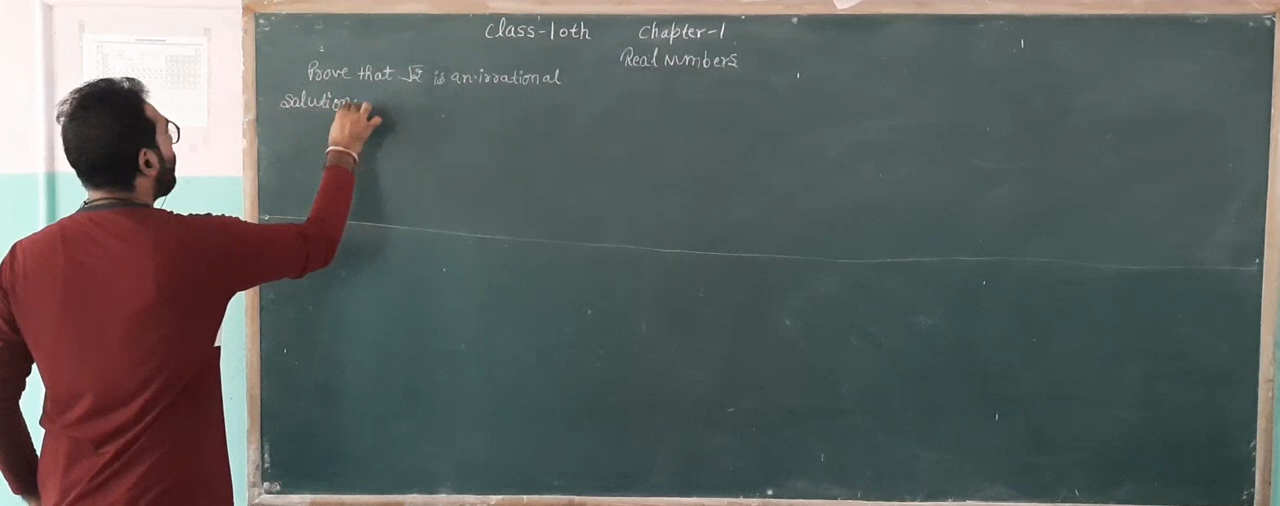 Class-10th Chapter-1
Real Numbers
Prove that √2 is an irrational
Solution